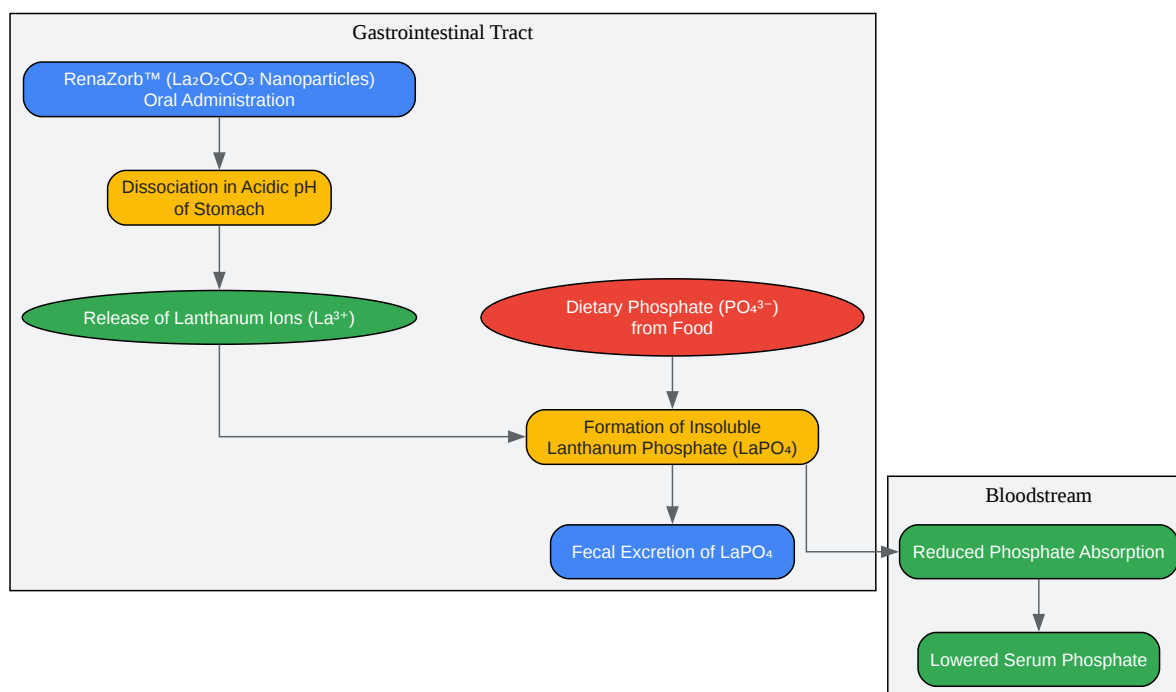 Gastrointestinal Tract
RenaZorb™ (La₂O₂CO₃ Nanoparticles)
Oral Administration
Dissociation in Acidic pH
of Stomach
Release of Lanthanum Ions (La³⁺)
Dietary Phosphate (PO₄³⁻)
from Food
Formation of Insoluble
Lanthanum Phosphate (LaPO₄)
Fecal Excretion of LaPO₄
Bloodstream
Reduced Phosphate Absorption
Lowered Serum Phosphate